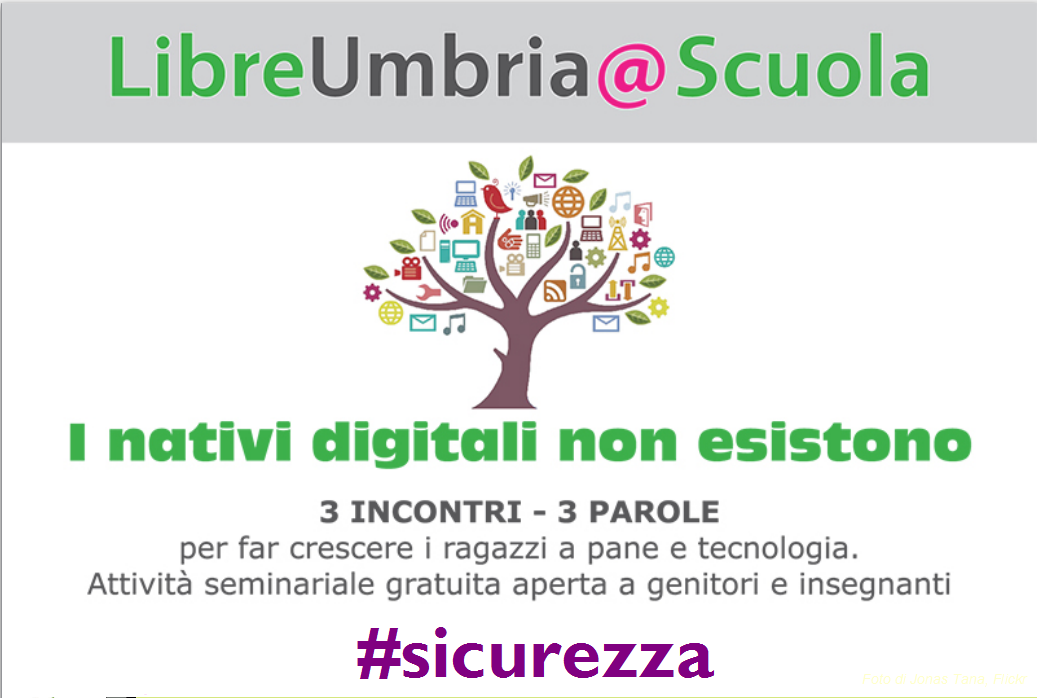 LibreUmbria@Scuola
I nativi digitali non esistono
3 INCONTRI - 3 PAROLE
per far crescere i ragazzi a pane e tecnologia.
Attività seminariale gratuita aperta a genitori e insegnanti
#sicurezza